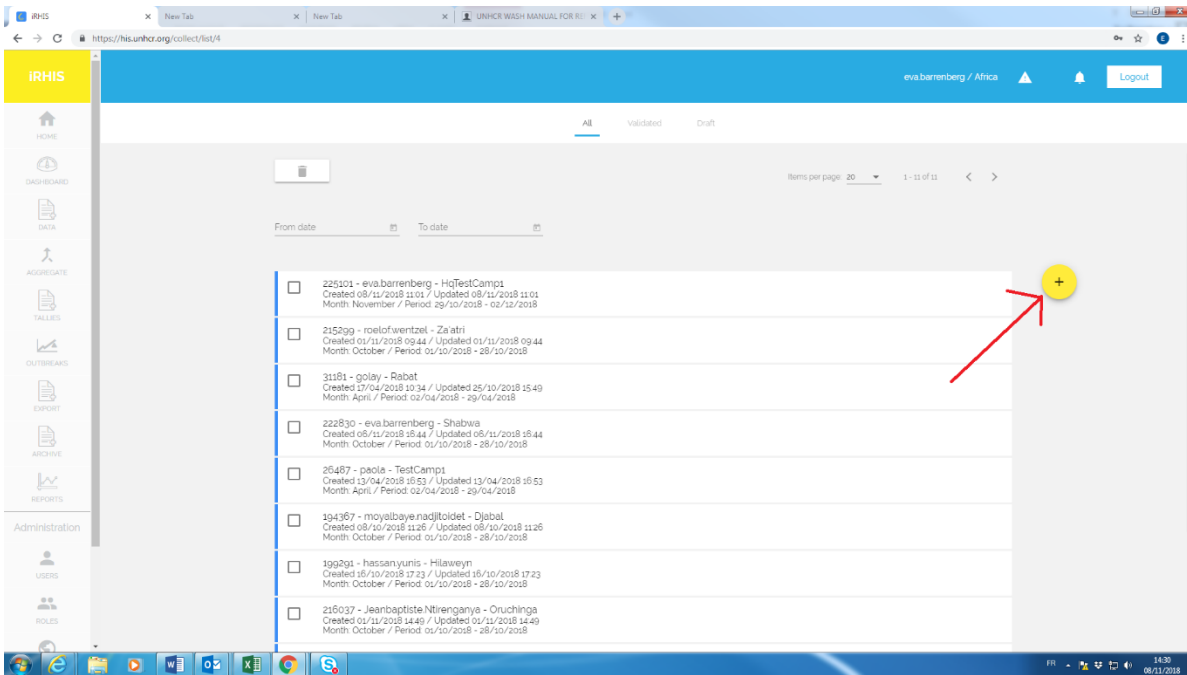 iRHIS
New Tab
New Tab
UNHCR WASH MANUAL FOR RE
https://his.unhcr.org/collect/list/4
E
iRHIS
eva.barrenberg / Africa
Logout
All
Validated
Draft
HOME
DASHBOARD
DATA
AGGREGATE
TALLIES
OUTBREAKS
EXPORT
ARCHIVE
REPORTS
Administration
USERS
ROLES
Items per page: 20
1 - 11 of 11
From date
To date
225101 - eva.barrenberg - HqTestCamp1
Created 08/11/2018 11:01 / Updated 08/11/2018 11:01
Month: November / Period: 29/10/2018 - 02/12/2018
+
215299 - roelof.wentzel - Za'atri
Created 01/11/2018 09:44 / Updated 01/11/2018 09:44
Month: October / Period: 01/10/2018 - 28/10/2018
31181 - golay - Rabat
Created 17/04/2018 10:34 / Updated 25/10/2018 15:49
Month: April / Period: 02/04/2018 - 29/04/2018
222830 - eva.barrenberg - Shabwa
Created 06/11/2018 16:44 / Updated 06/11/2018 16:44
Month: October / Period: 01/10/2018 - 28/10/2018
26487 - paola - TestCamp1
Created 13/04/2018 16:53 / Updated 13/04/2018 16:53
Month: April / Period: 02/04/2018 - 29/04/2018
194367 - moyalbaye.nadjitoidet - Djabal
Created 08/10/2018 11:26 / Updated 08/10/2018 11:26
Month: October / Period: 01/10/2018 - 28/10/2018
199291 - hassan.yunis - Hilaweyn
Created 16/10/2018 17:23 / Updated 16/10/2018 17:23
Month: October / Period: 01/10/2018 - 28/10/2018
216037 - Jeanbaptiste.Ntirenganya - Oruchinga
Created 01/11/2018 14:49 / Updated 01/11/2018 14:49
Month: October / Period: 01/10/2018 - 28/10/2018
FR
14:30
08/11/2018